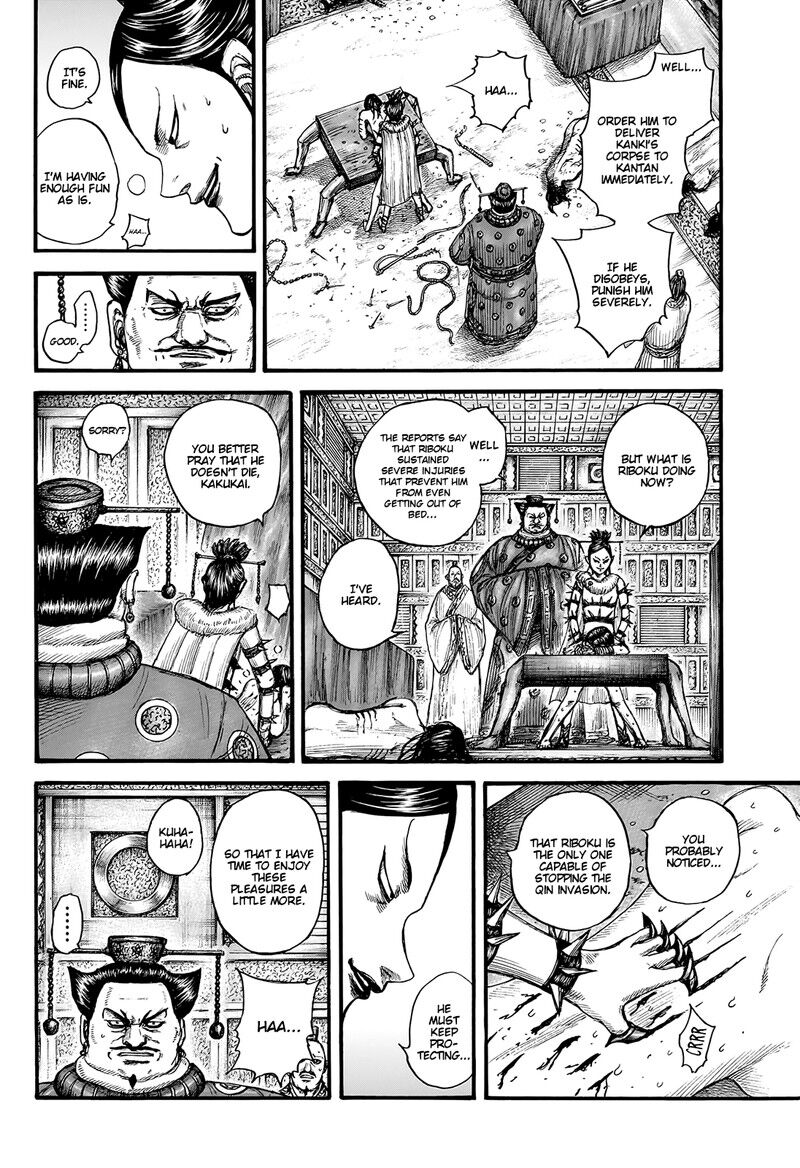 WELL...
ORDER HIM TO
DELIVER
KANKI'S
CORPSE TO
KANTAN
IMMEDIATELY.
IF HE
DISOBEYS,
PUNISH HIM
SEVERELY.
HAA...
IT'S
FINE.
I'M HAVING
ENOUGH FUN
AS IS.
HAA...
......
GOOD.
BUT WHAT IS
RIBOKU DOING
NOW?
WELL
...
THE REPORTS SAY
THAT RIBOKU
SUSTAINED
SEVERE INJURIES
THAT PREVENT HIM
FROM EVEN
GETTING OUT OF
BED...
I'VE
HEARD.
YOU BETTER
PRAY THAT HE
DOESN'T DIE,
KAKUKAI.
SORRY?
YOU
PROBABLY
NOTICED...
THAT RIBOKU IS
THE ONLY ONE
CAPABLE OF
STOPPING THE
QIN INVASION.
CRRR
HE
MUST
KEEP
PRO-
TECTING...
SO THAT I HAVE
TIME TO ENJOY
THESE
PLEASURES A
LITTLE MORE.
KUHA-
HAHA!
HAA...
......